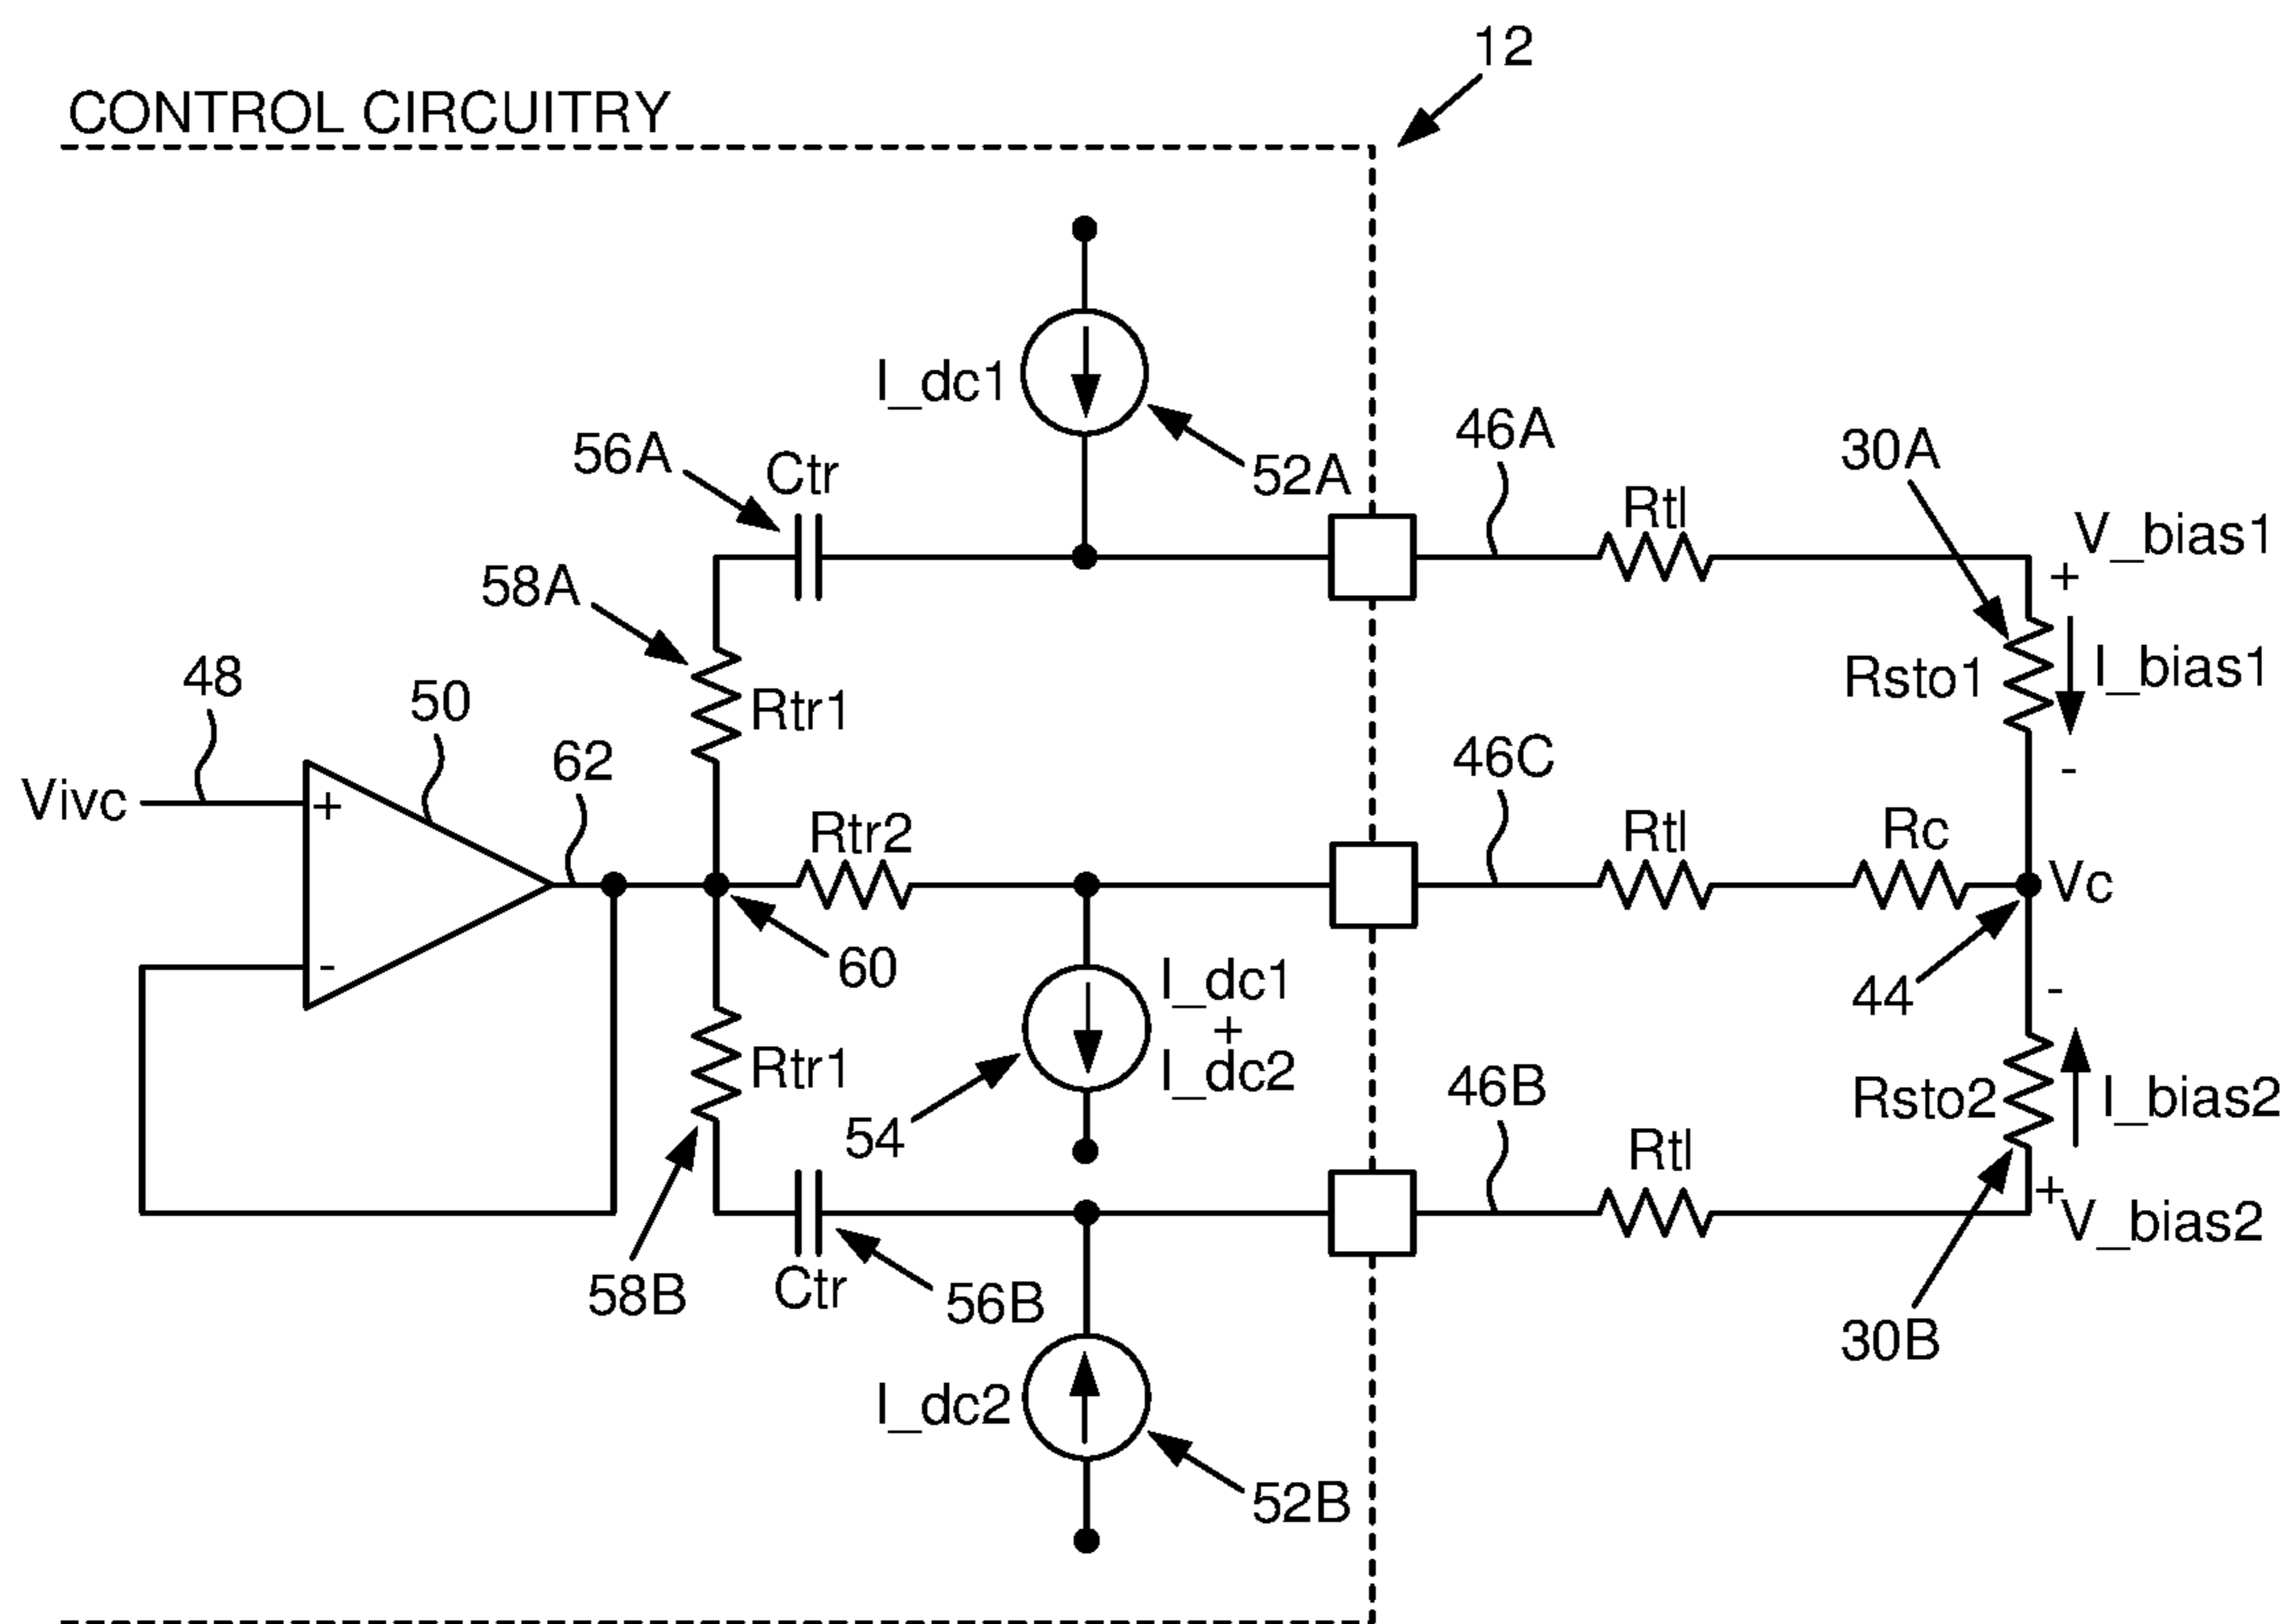 12
CONTROL CIRCUITRY
I_dc1
52A
56A
Ctr
46A
30A
Rtl
V_bias1
+
58A
Rtr1
Rsto1
I_bias1
-
48
50
62
Vivc
+
-
Rtr2
46C
Rtl
Rc
Vc
60
44
I_dc1
+
I_dc2
54
-
Rtr1
46B
Rsto2
I_bias2
Rtl
+
V_bias2
58B
Ctr
56B
30B
I_dc2
52B